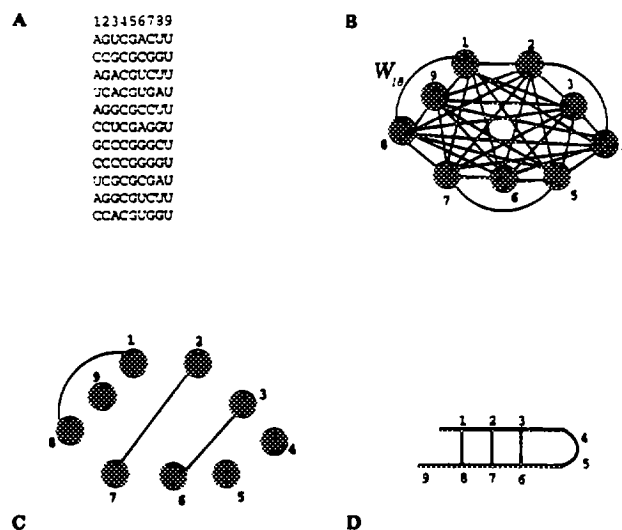 A
123456789
AGUCGACUU
CCGCGCGGU
AGACGUCUU
UCACGUGAU
AGGCGCCUU
CCUCGAGGU
GCCCGGGCU
CCCCGGGGU
UCGCGCGAU
AGGCGUCUU
CCACGUGGU
B
1 2
W18
9 3
8
7 6 5
1 2
9 3
8 4
7 6 5
C
1 2 3
4
5
9 8 7 6
D